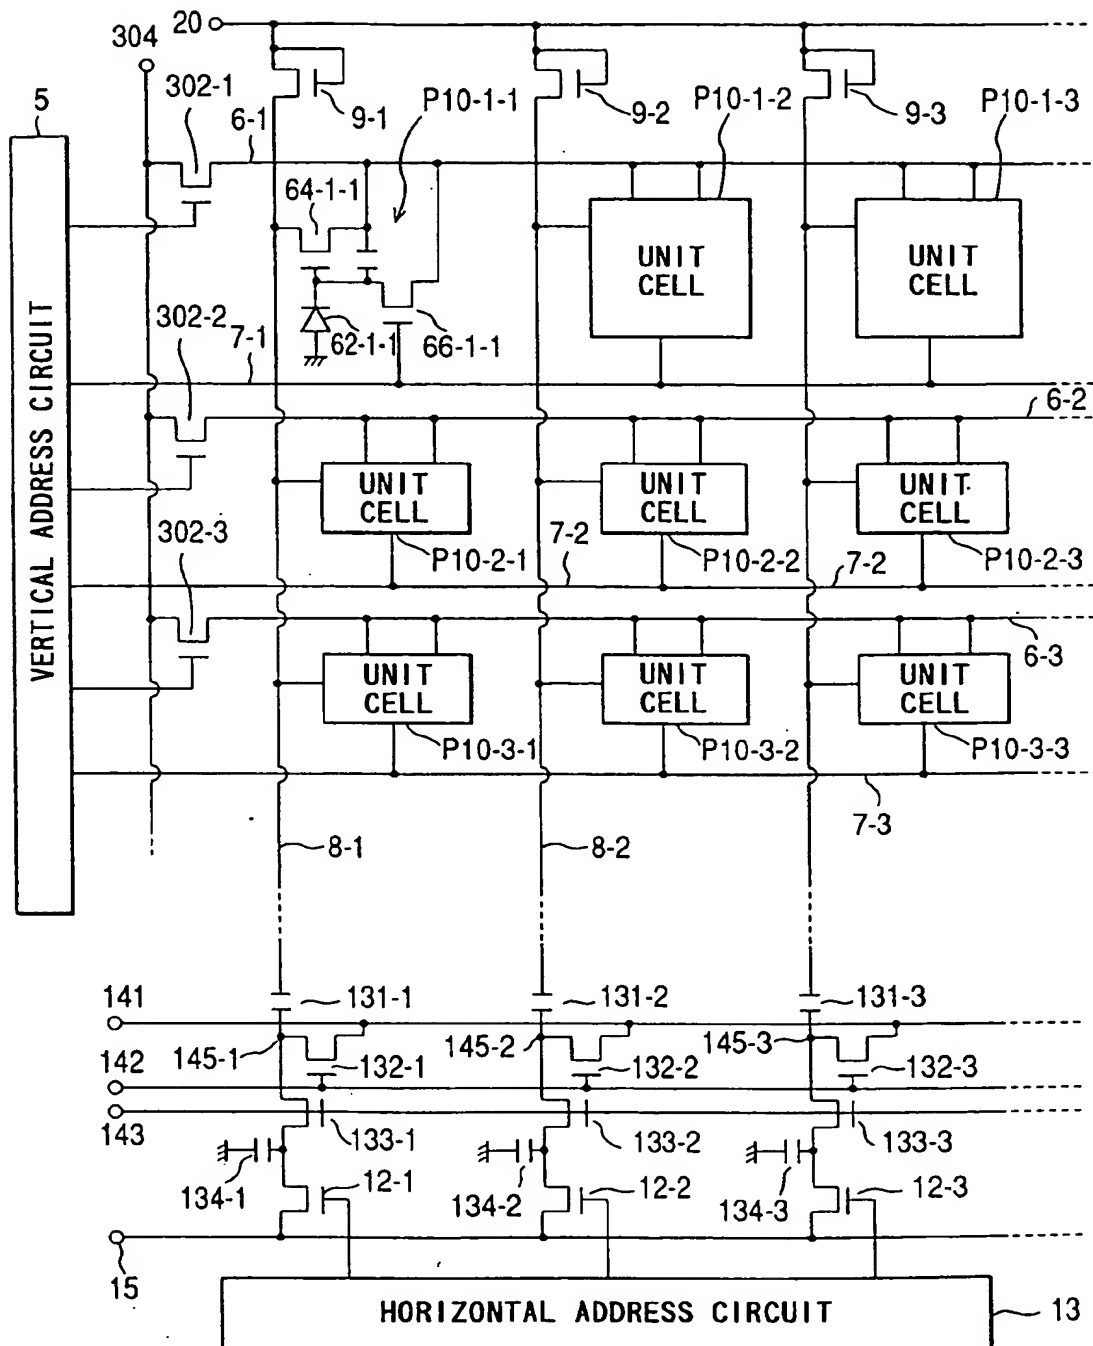 20
304
302-1
5
6-1
9-1
P10-1-1
9-2
P10-1-2
9-3
P10-1-3
64-1-1
UNIT
CELL
UNIT
CELL
302-2
7-1
62-1-1
66-1-1
VERTICAL ADDRESS CIRCUIT
6-2
UNIT
CELL
UNIT
CELL
UNIT
CELL
302-3
P10-2-1
7-2
P10-2-2
7-2
P10-2-3
6-3
UNIT
CELL
UNIT
CELL
UNIT
CELL
P10-3-1
P10-3-2
P10-3-3
7-3
8-1
8-2
141
131-1
131-2
131-3
145-1
145-2
145-3
142
132-1
132-2
132-3
143
133-1
133-2
133-3
134-1
12-1
134-2
12-2
134-3
12-3
15
HORIZONTAL ADDRESS CIRCUIT
13